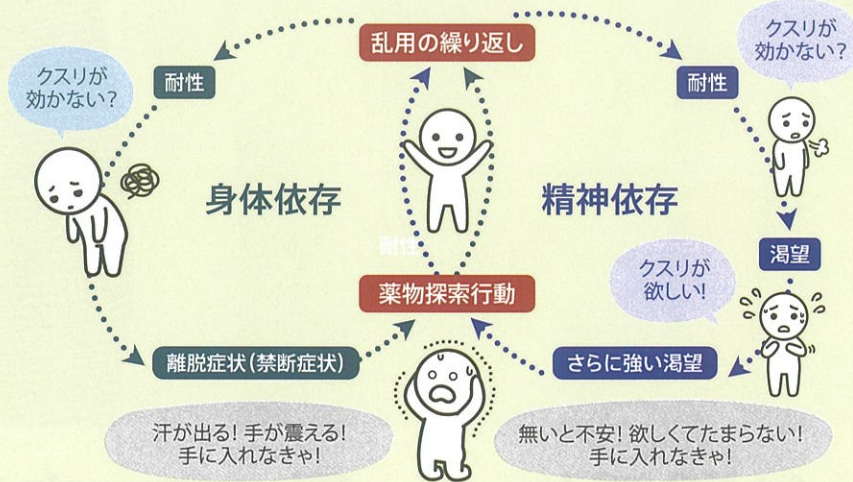 乱用の繰り返し
クスリが
効かない?
耐性
耐性
クスリが
効かない?
身体依存
精神依存
耐性
渇望
クスリが
欲しい!
薬物探索行動
離脱症状(禁断症状)
さらに強い渇望
汗が出る! 手が震える!
手に入れなきゃ!
無いと不安! 欲しくてたまらない!
手に入れなきゃ!